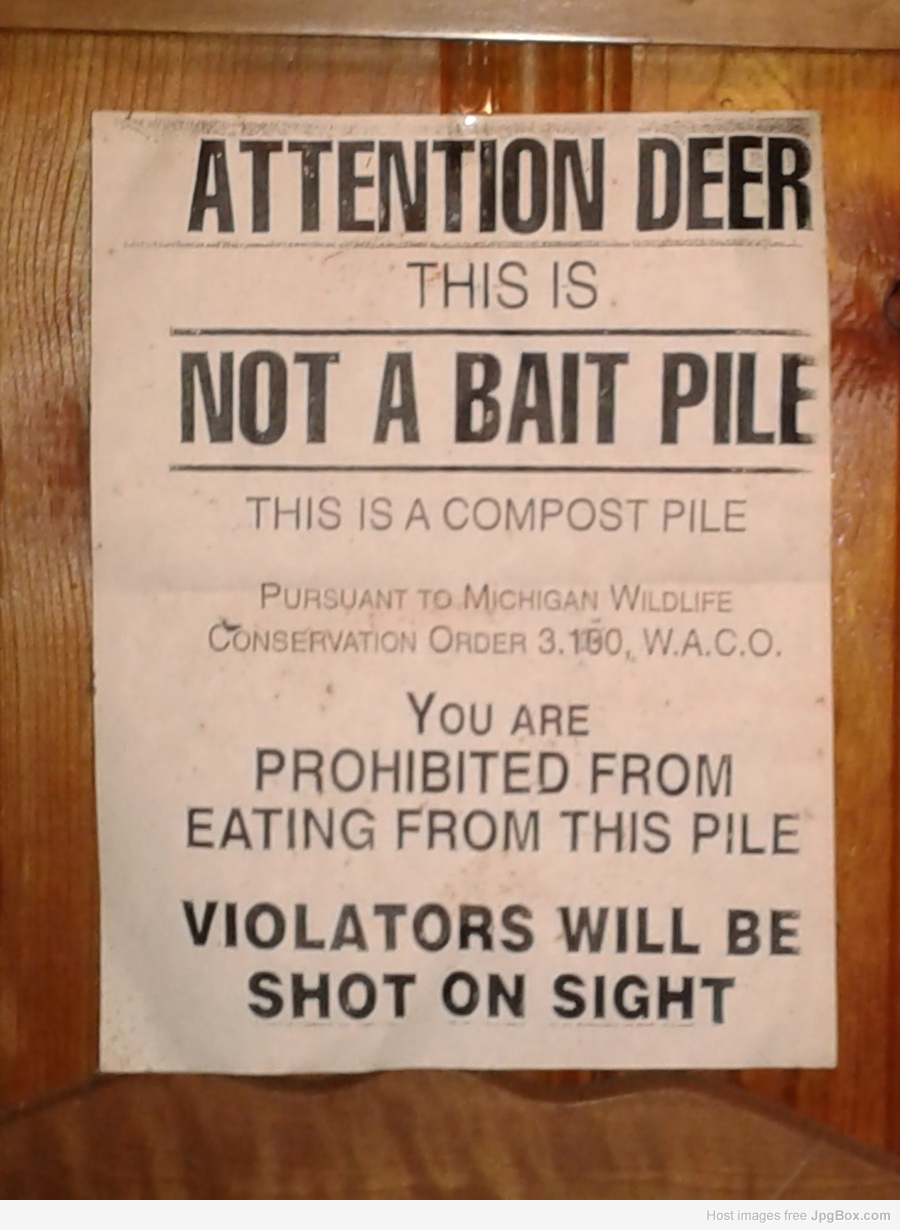 ATTENTION DEER
THIS IS
NOT A BAIT PILE
THIS IS A COMPOST PILE
PURSUANT TO MICHIGAN WILDLIFE
CONSERVATION ORDER 3.100, W.A.C.O.
YOU ARE
PROHIBITED FROM
EATING FROM THIS PILE
VIOLATORS WILL BE
SHOT ON SIGHT
Host images free JpgBox.com